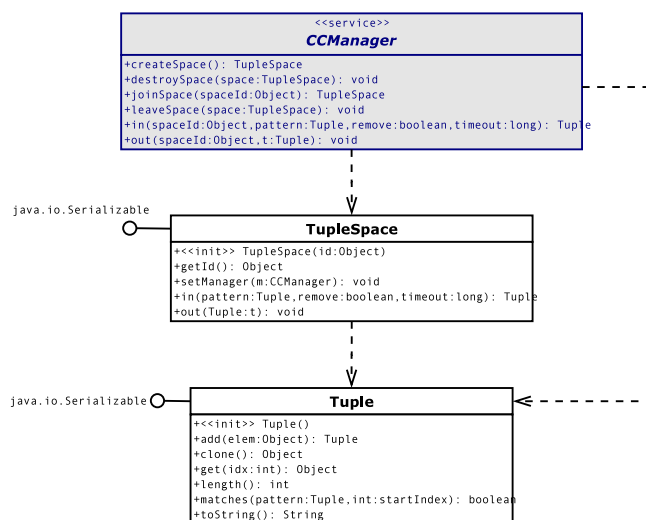 <<service>>
CCManager
+createSpace(): TupleSpace
+destroySpace(space:TupleSpace): void
+joinSpace(spaceId:Object): TupleSpace
+leaveSpace(space:TupleSpace): void
+in(spaceId:Object,pattern:Tuple,remove:boolean,timeout:long): Tuple
+out(spaceId:Object,t:Tuple): void
java.io.Serializable
TupleSpace
+<<init>> TupleSpace(id:Object)
+getId(): Object
+setManager(m:CCManager): void
+in(pattern:Tuple,remove:boolean,timeout:long): Tuple
+out(Tuple:t): void
java.io.Serializable
Tuple
+<<init>> Tuple()
+add(elem:Object): Tuple
+clone(): Object
+get(idx:int): Object
+length(): int
+matches(pattern:Tuple,int:startIndex): boolean
+toString(): String